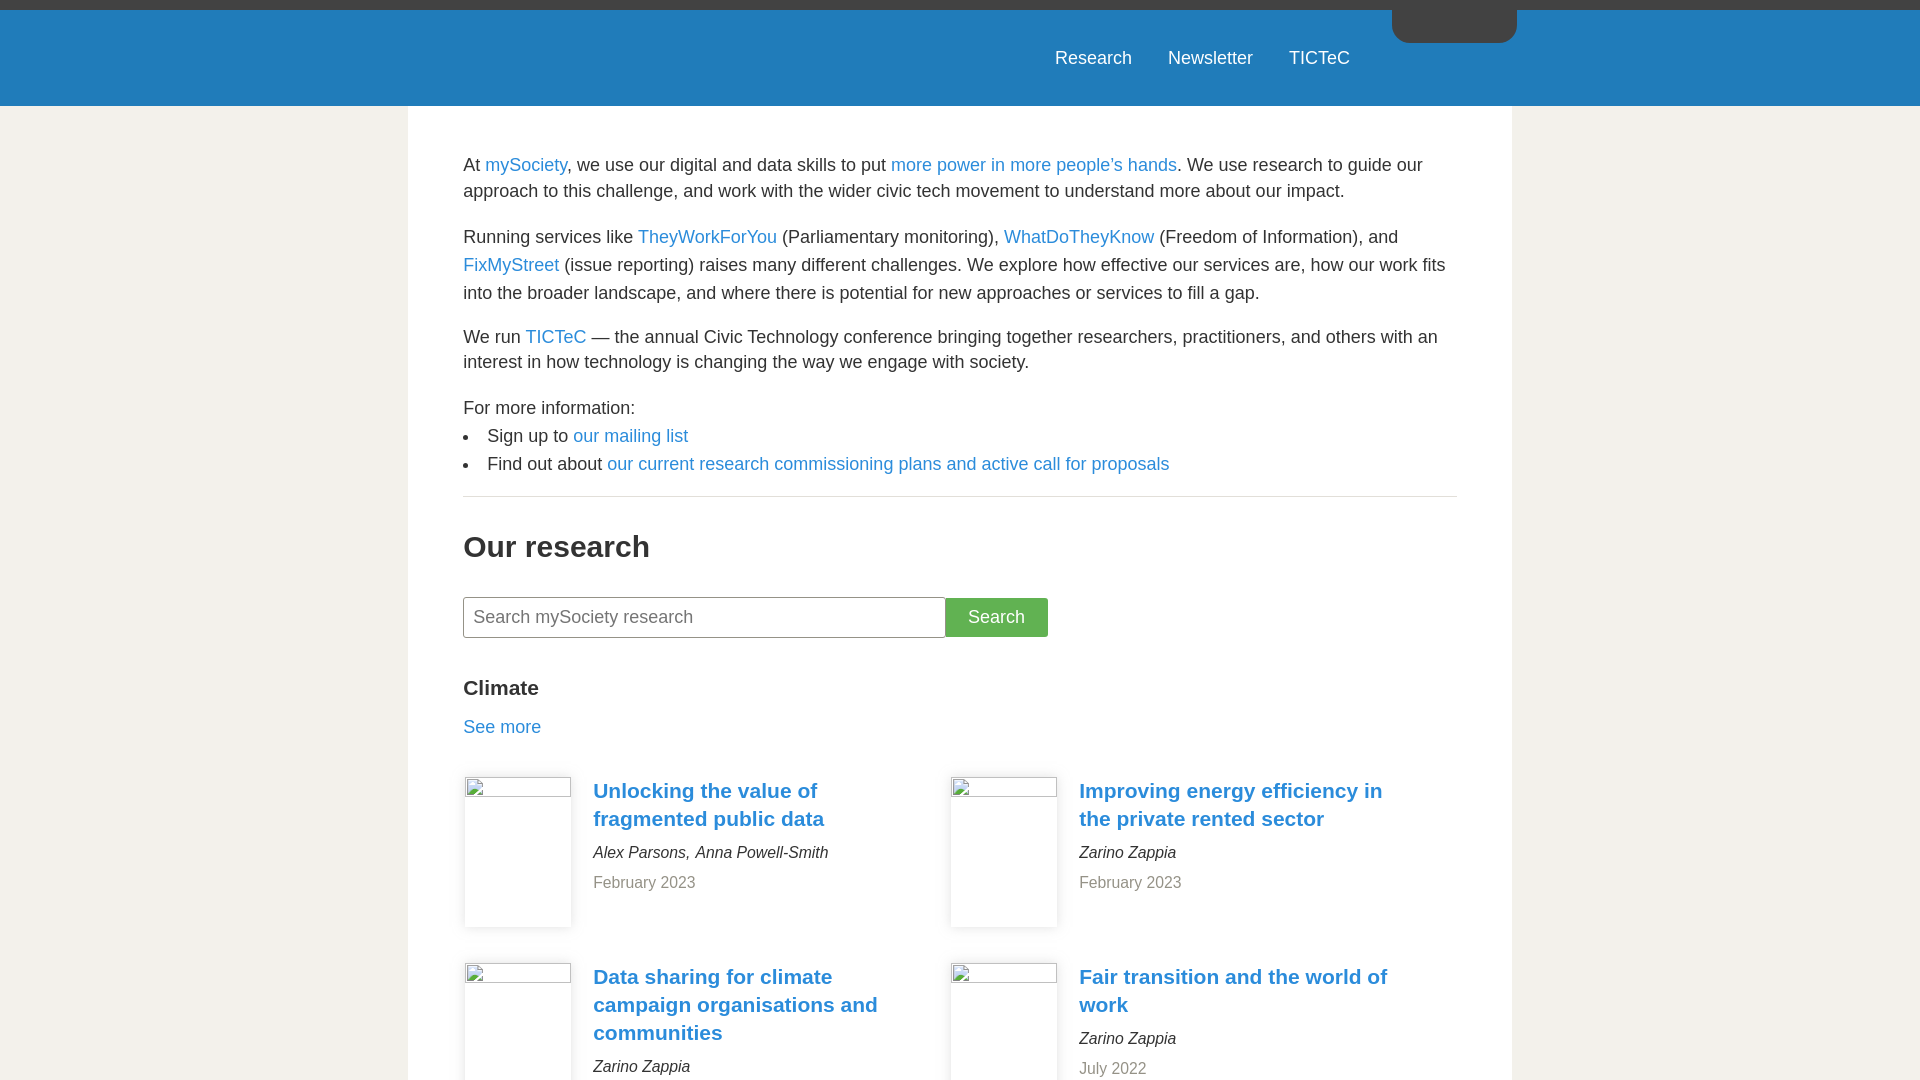 Research Newsletter TICTeC
At mySociety, we use our digital and data skills to put more power in more people’s hands. We use research to guide our
approach to this challenge, and work with the wider civic tech movement to understand more about our impact.
Running services like TheyWorkForYou (Parliamentary monitoring), WhatDoTheyKnow (Freedom of Information), and
FixMyStreet (issue reporting) raises many different challenges. We explore how effective our services are, how our work fits
into the broader landscape, and where there is potential for new approaches or services to fill a gap.
We run TICTeC — the annual Civic Technology conference bringing together researchers, practitioners, and others with an
interest in how technology is changing the way we engage with society.
For more information:
• Sign up to our mailing list
• Find out about our current research commissioning plans and active call for proposals
Our research
Search mySociety research Search
Climate
See more
Unlocking the value of
fragmented public data
Alex Parsons, Anna Powell-Smith
February 2023
Improving energy efficiency in
the private rented sector
Zarino Zappia
February 2023
Data sharing for climate
campaign organisations and
communities
Zarino Zappia
Fair transition and the world of
work
Zarino Zappia
July 2022